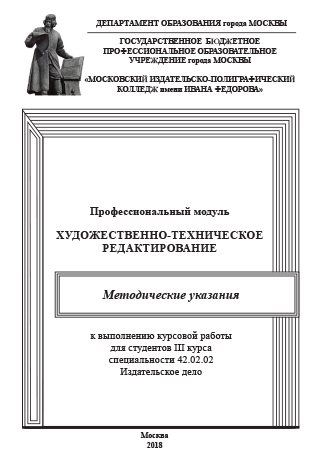 ДЕПАРТАМЕНТ ОБРАЗОВАНИЯ города МОСКВЫ
ГОСУДАРСТВЕННОЕ БЮДЖЕТНОЕ
ПРОФЕССИОНАЛЬНОЕ ОБРАЗОВАТЕЛЬНОЕ
УЧРЕЖДЕНИЕ города МОСКВЫ
«МОСКОВСКИЙ ИЗДАТЕЛЬСКО-ПОЛИГРАФИЧЕСКИЙ
КОЛЛЕДЖ имени ИВАНА ФЕДОРОВА»
Профессиональный модуль
ХУДОЖЕСТВЕННО-ТЕХНИЧЕСКОЕ
РЕДАКТИРОВАНИЕ
Методические указания
к выполнению курсовой работы
для студентов III курса
специальности 42.02.02
Издательское дело
Москва
2018